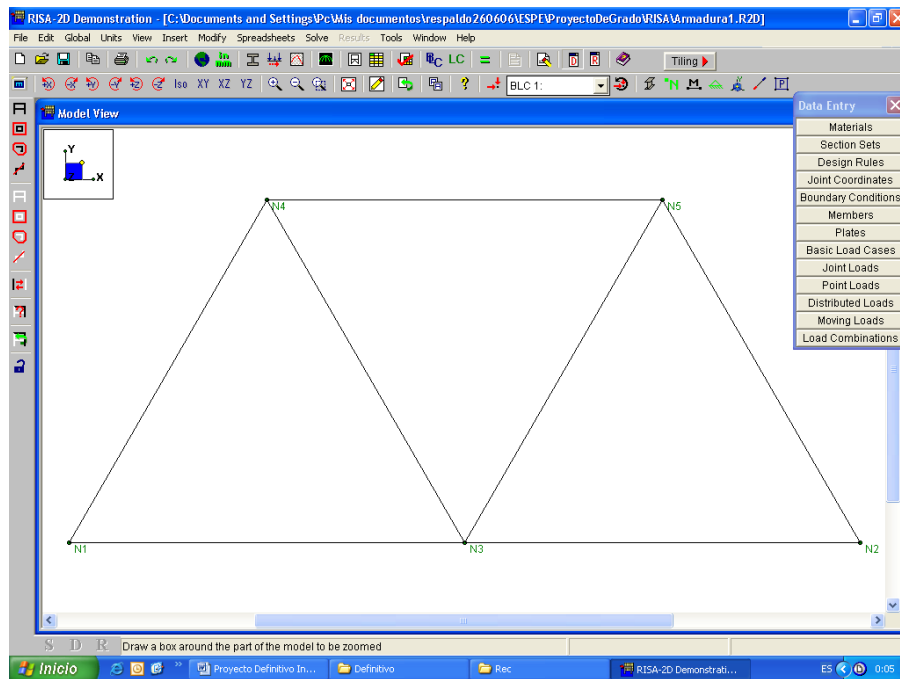 RISA-2D Demonstration - [C:\Documents and Settings\Pc\Mis documentos\respaldo260606\ESPE\ProyectoDeGrado\RISA\Armadura1.R2D]
File Edit Global Units View Insert Modify Spreadsheets Solve Results Tools Window Help
BC LC = D R Tiling
Iso XY XZ YZ ? BLC 1: N M P
Model View
Data Entry
Materials
Section Sets
Design Rules
Joint Coordinates
Boundary Conditions
Members
Plates
Basic Load Cases
Joint Loads
Point Loads
Distributed Loads
Moving Loads
Load Combinations
Y
X
N4
N5
N1
N3
N2
S D R Draw a box around the part of the model to be zoomed
Inicio » Proyecto Definitivo In... Definitivo Rec RISA-2D Demonstrati... ES 0:05